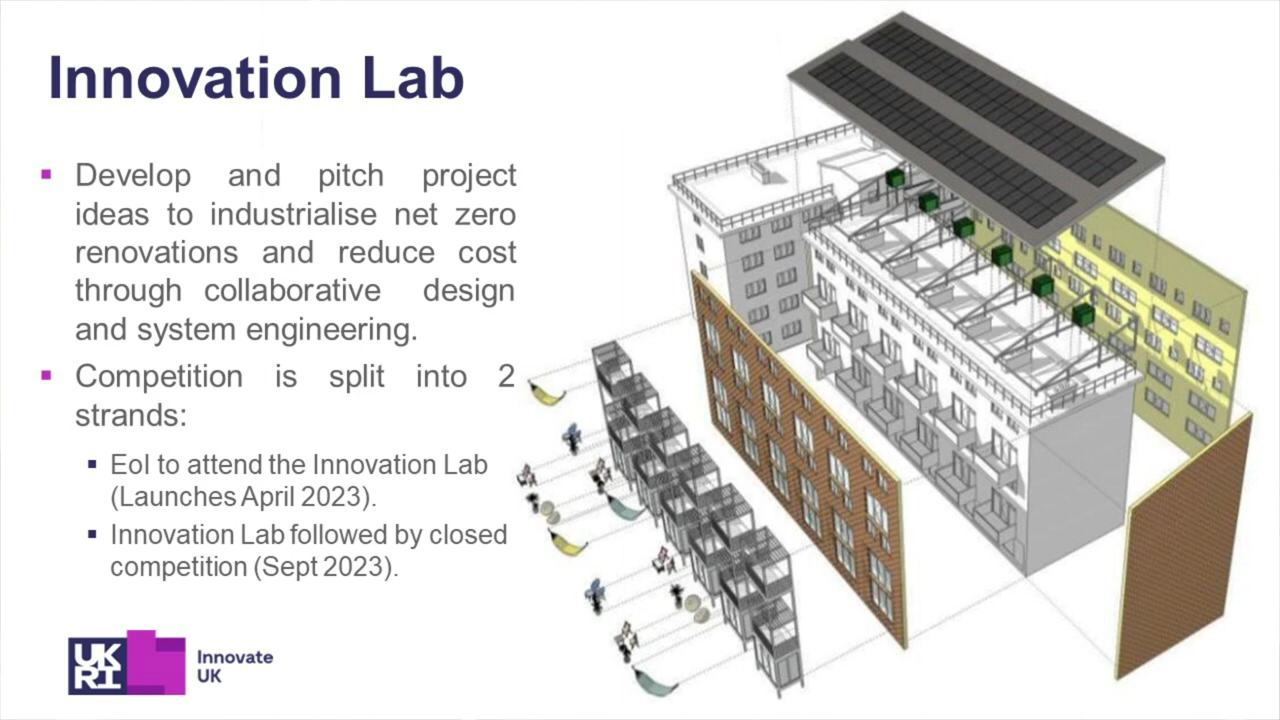 Innovation Lab
▪ Develop and pitch project
ideas to industrialise net zero
renovations and reduce cost
through collaborative design
and system engineering.
▪ Competition is split into 2
strands:
▪ EoI to attend the Innovation Lab
(Launches April 2023).
▪ Innovation Lab followed by closed
competition (Sept 2023).
UK
RI
Innovate
UK